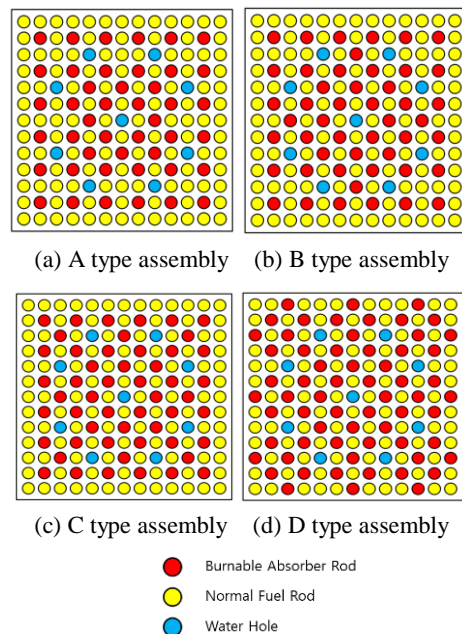 (a) A type assembly (b) B type assembly
(c) C type assembly (d) D type assembly
Burnable Absorber Rod
Normal Fuel Rod
Water Hole